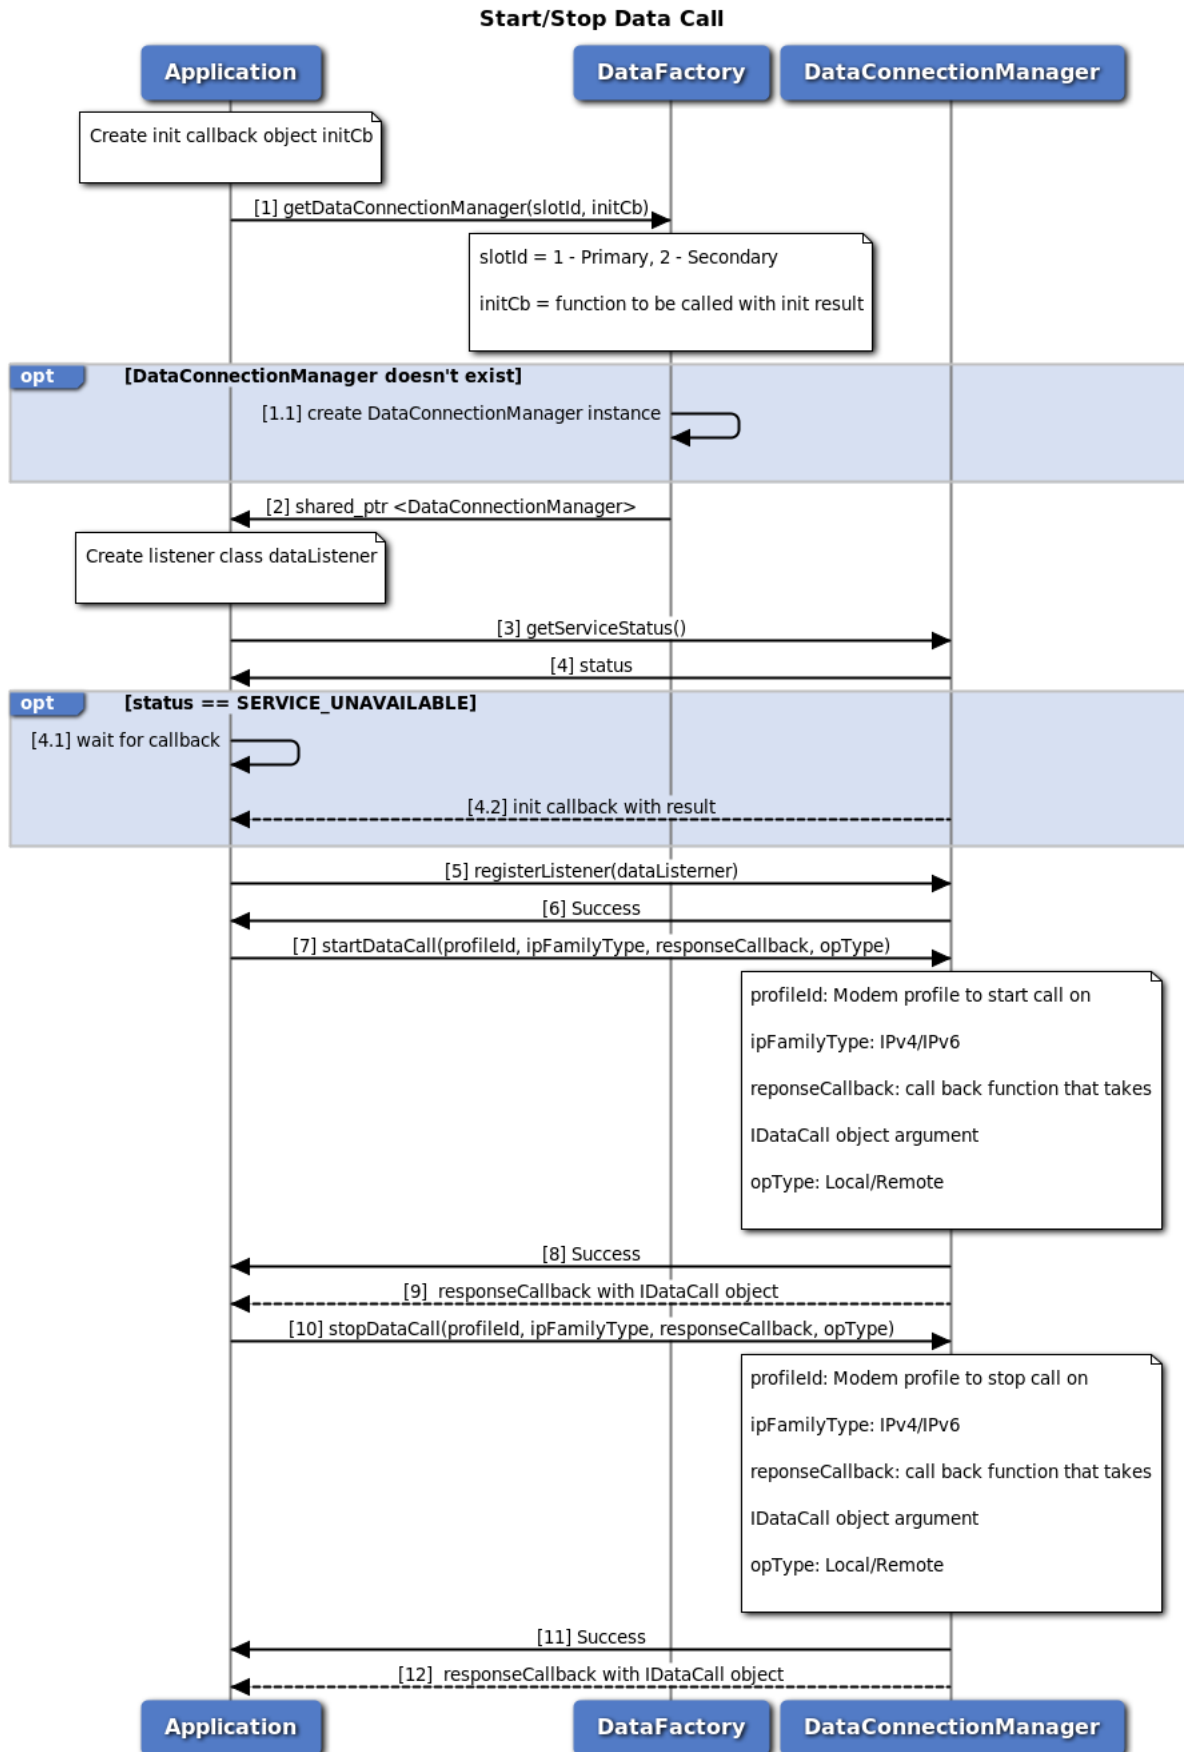 Start/Stop Data Call
Application
DataFactory
DataConnectionManager
Create init callback object initCb
[1] getDataConnectionManager(slotId, initCb)
slotId = 1 - Primary, 2 - Secondary
initCb = function to be called with init result
opt
[DataConnectionManager doesn't exist]
[1.1] create DataConnectionManager instance
[2] shared_ptr <DataConnectionManager>
Create listener class dataListener
[3] getServiceStatus()
[4] status
opt
[status == SERVICE_UNAVAILABLE]
[4.1] wait for callback
[4.2] init callback with result
[5] registerListener(dataListerner)
[6] Success
[7] startDataCall(profileId, ipFamilyType, responseCallback, opType)
profileId: Modem profile to start call on
ipFamilyType: IPv4/IPv6
reponseCallback: call back function that takes
IDataCall object argument
opType: Local/Remote
[8] Success
[9]  responseCallback with IDataCall object
[10] stopDataCall(profileId, ipFamilyType, responseCallback, opType)
profileId: Modem profile to stop call on
ipFamilyType: IPv4/IPv6
reponseCallback: call back function that takes
IDataCall object argument
opType: Local/Remote
[11] Success
[12]  responseCallback with IDataCall object
Application
DataFactory
DataConnectionManager